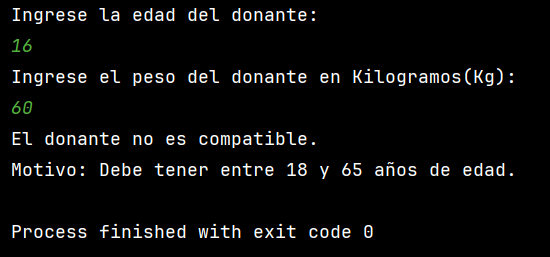 Ingrese la edad del donante:
16
Ingrese el peso del donante en Kilogramos(Kg):
60
El donante no es compatible.
Motivo: Debe tener entre 18 y 65 años de edad.
Process finished with exit code 0